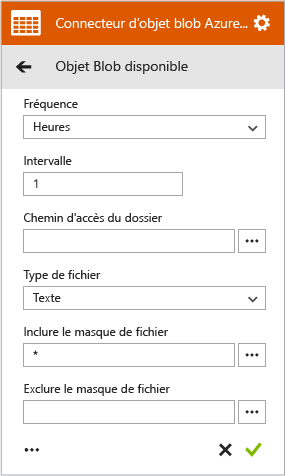 Connecteur d'objet blob Azure...
Objet Blob disponible
Fréquence
Heures
Intervalle
1
Chemin d'accès du dossier
Type de fichier
Texte
Inclure le masque de fichier
*
Exclure le masque de fichier